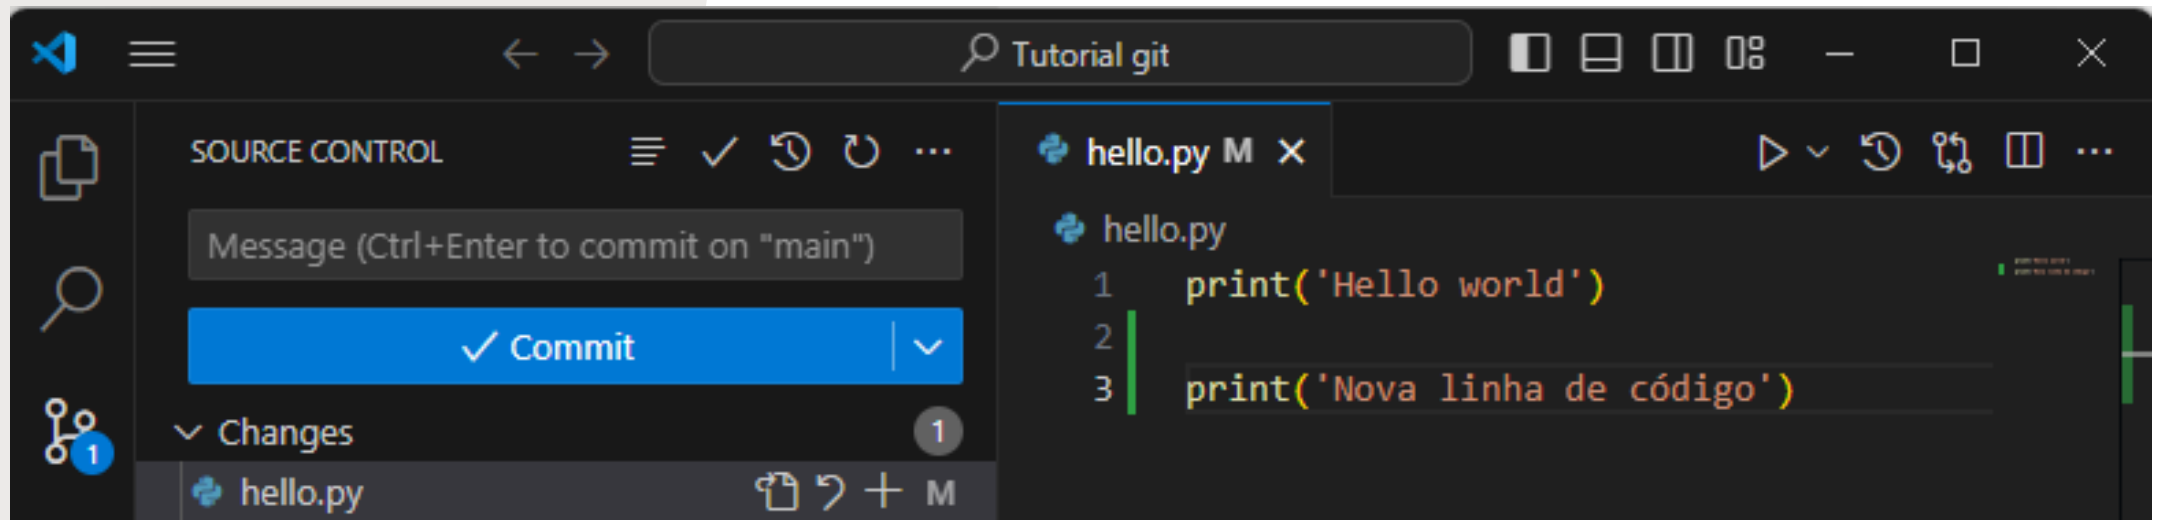 Tutorial git
SOURCE CONTROL
Message (Ctrl+Enter to commit on "main")
Commit
Changes 1
hello.py M
1
hello.py M
hello.py
1 print('Hello world')
2
3 print('Nova linha de código')